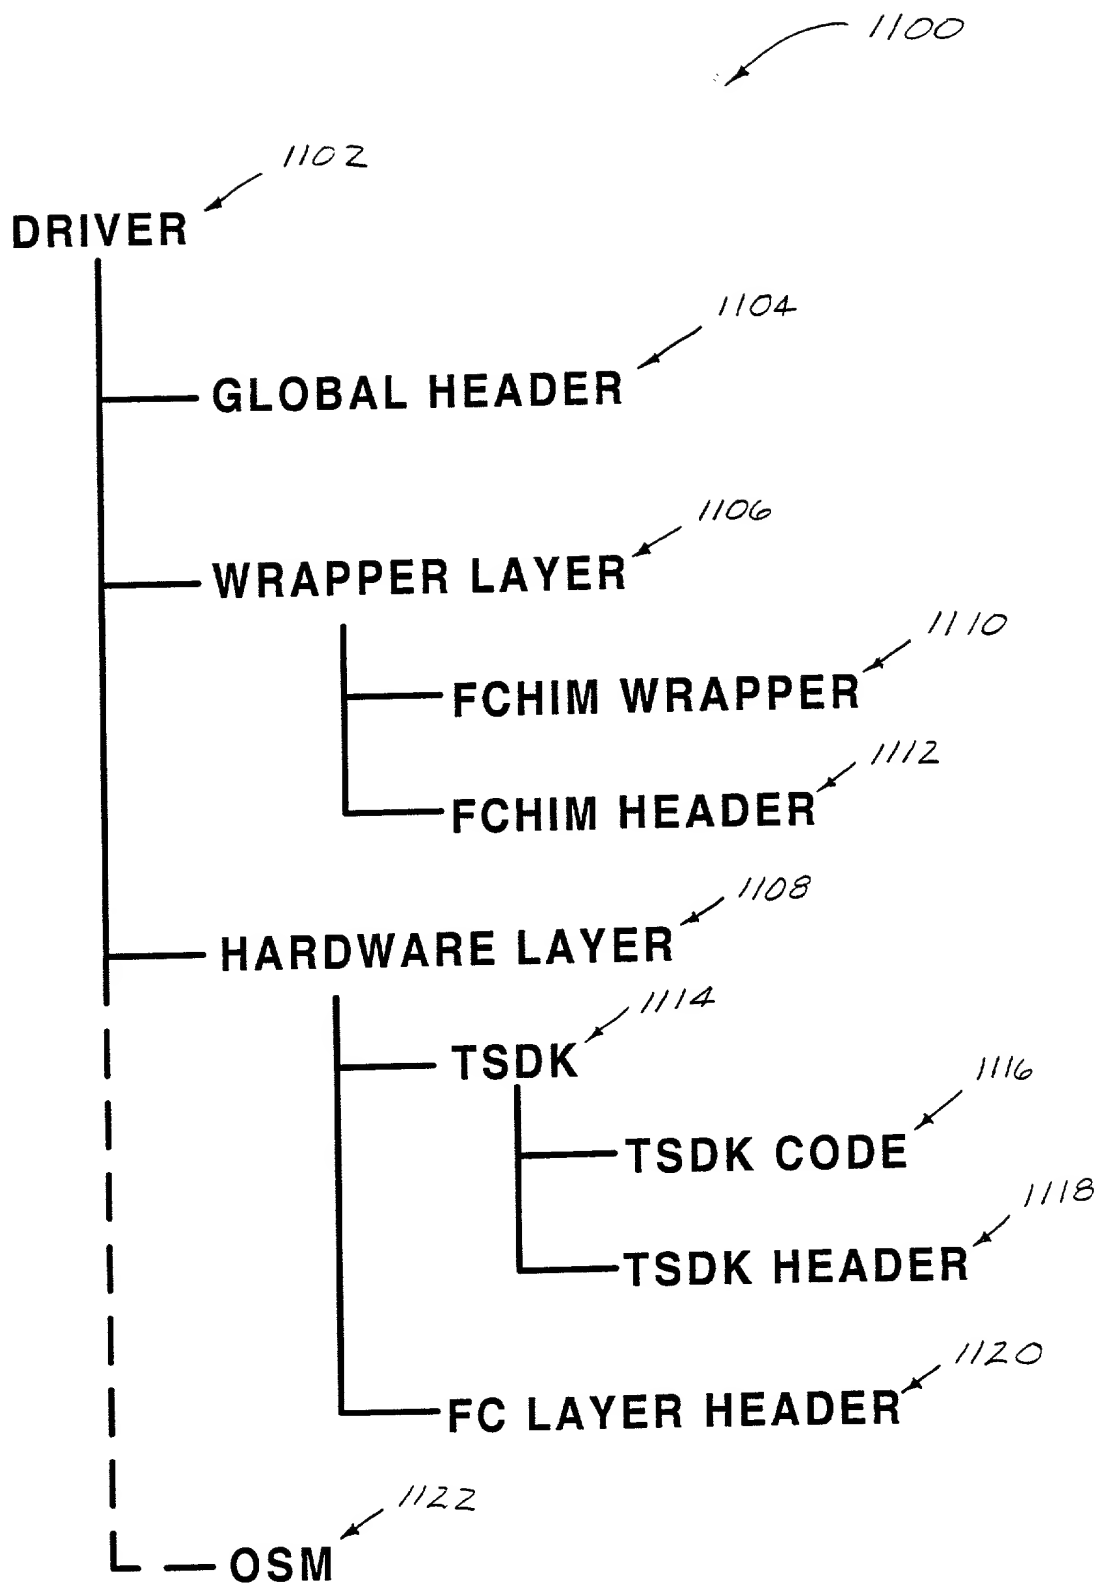 1100
1102
DRIVER
1104
GLOBAL HEADER
1106
WRAPPER LAYER
1110
FCHIM WRAPPER
1112
FCHIM HEADER
1108
HARDWARE LAYER
1114
TSDK
1116
TSDK CODE
1118
TSDK HEADER
1120
FC LAYER HEADER
1122
OSM